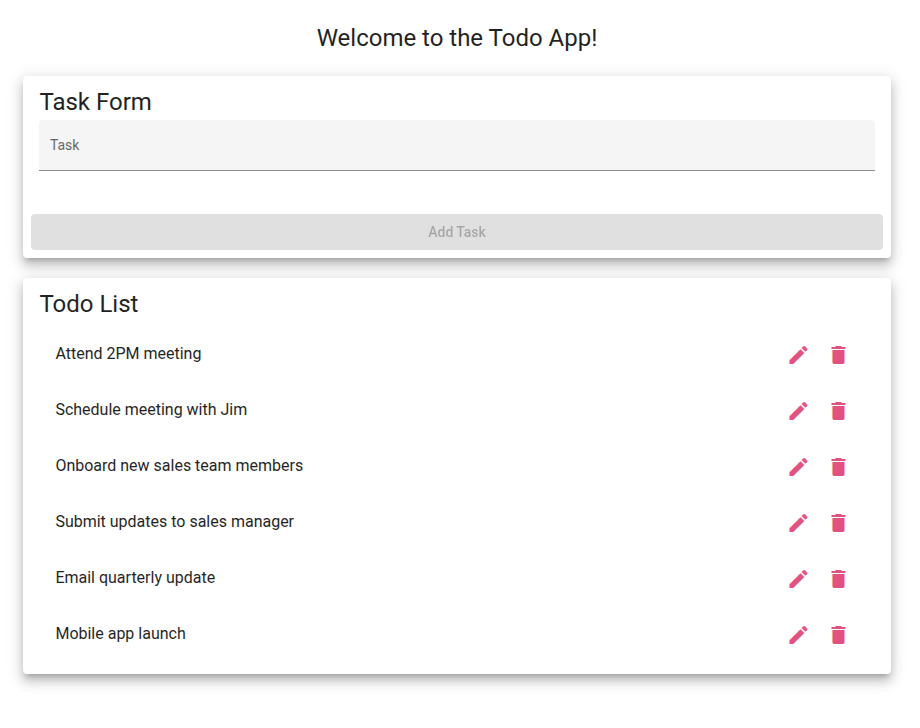 Welcome to the Todo App!
Task Form
Task
Add Task
Todo List
Attend 2PM meeting
Schedule meeting with Jim
Onboard new sales team members
Submit updates to sales manager
Email quarterly update
Mobile app launch